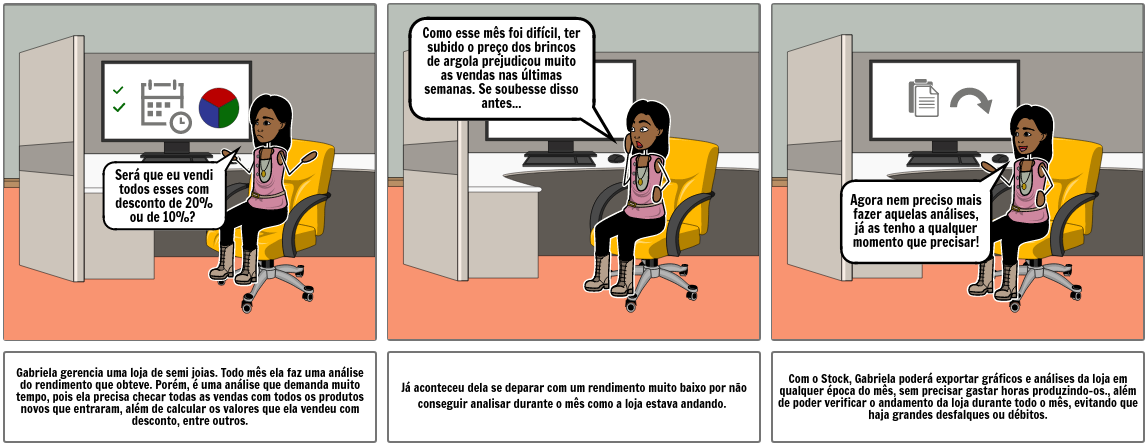 Será que eu vendi
todos esses com
desconto de 20%
ou de 10%?
Como esse mês foi difícil, ter
subido o preço dos brincos
de argola prejudicou muito
as vendas nas últimas
semanas. Se soubesse disso
antes...
Agora nem preciso mais
fazer aquelas análises,
já as tenho a qualquer
momento que precisar!
Gabriela gerencia uma loja de semi joias. Todo mês ela faz uma análise
do rendimento que obteve. Porém, é uma análise que demanda muito
tempo, pois ela precisa checar todas as vendas com todos os produtos
novos que entraram, além de calcular os valores que ela vendeu com
desconto, entre outros.
Já aconteceu dela se deparar com um rendimento muito baixo por não
conseguir analisar durante o mês como a loja estava andando.
Com o Stock, Gabriela poderá exportar gráficos e análises da loja em
qualquer época do mês, sem precisar gastar horas produzindo-os., além
de poder verificar o andamento da loja durante todo o mês, evitando que
haja grandes desfalques ou débitos.